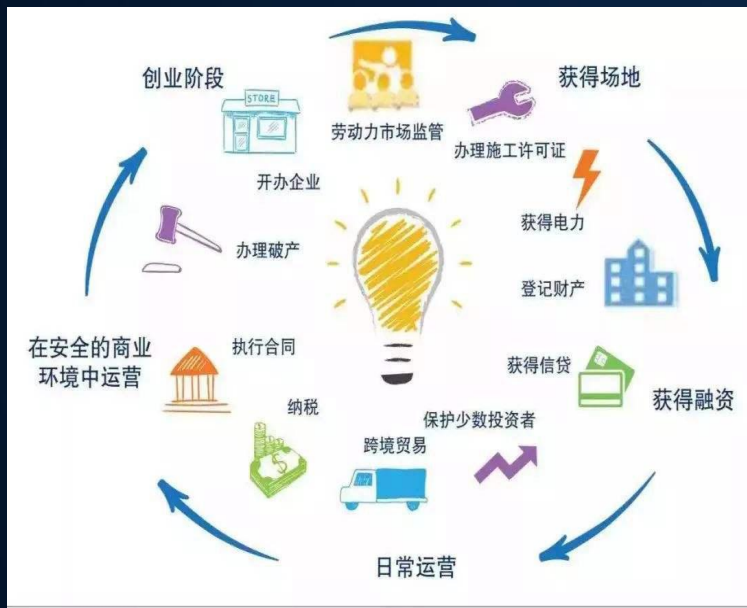 创业阶段
STORE
开办企业
劳动力市场监管
获得场地
办理施工许可证
获得电力
登记财产
获得信贷
获得融资
保护少数投资者
跨境贸易
日常运营
纳税
执行合同
在安全的商业
环境中运营
办理破产
$